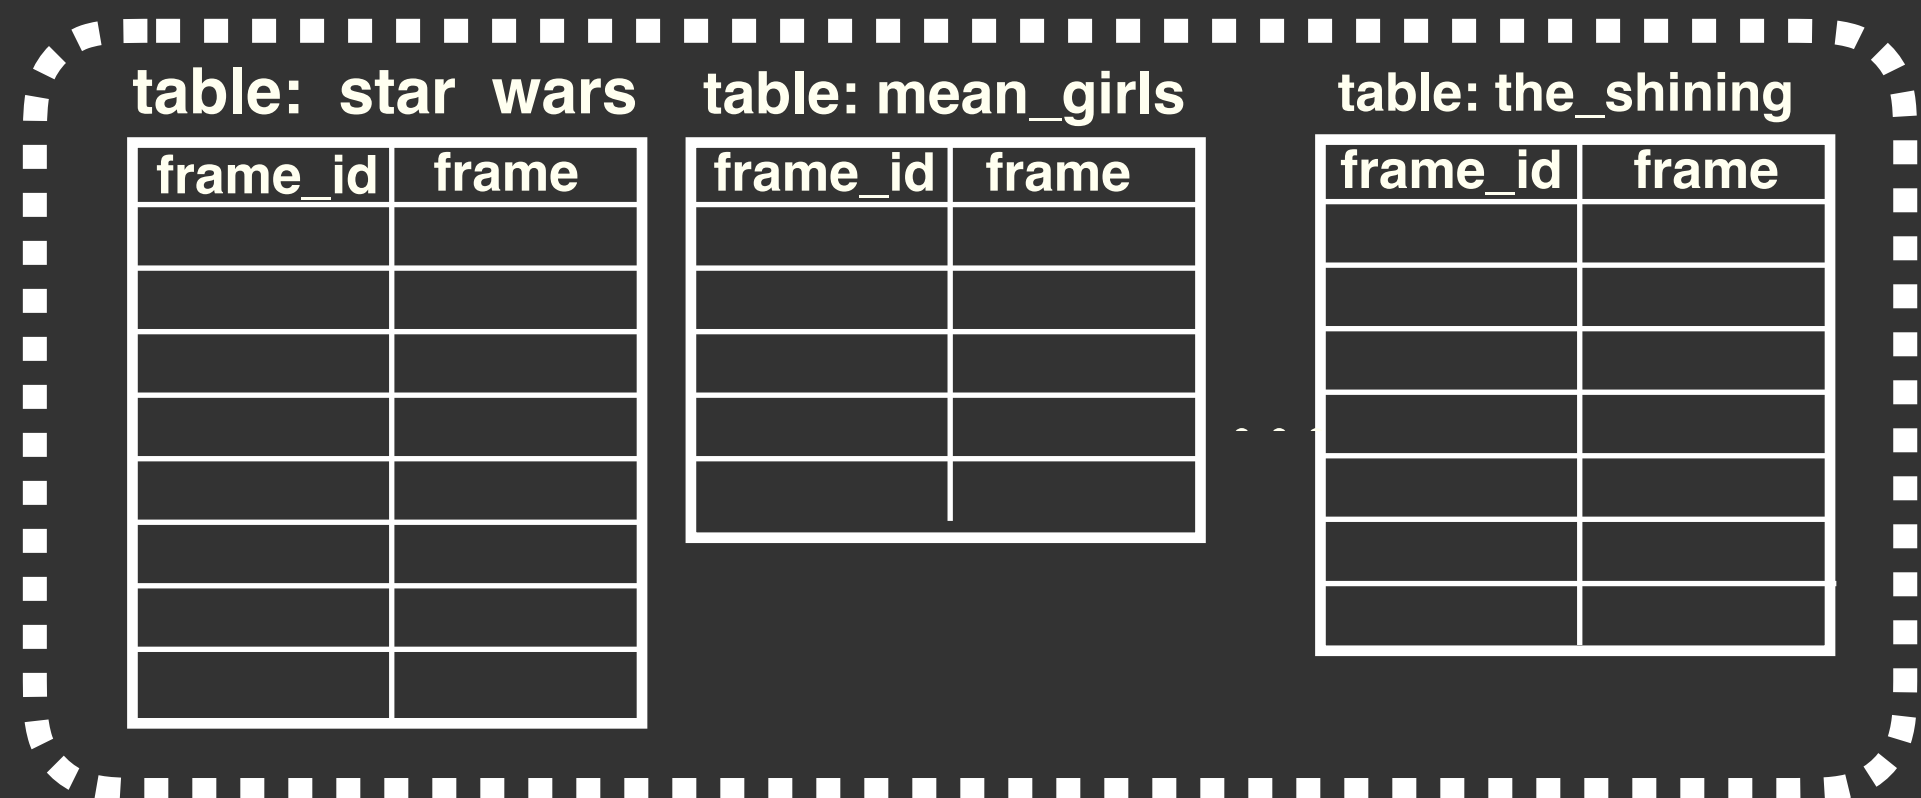 table: star wars
frame_id frame
table: mean_girls
frame_id frame
. . .
table: the_shining
frame_id frame